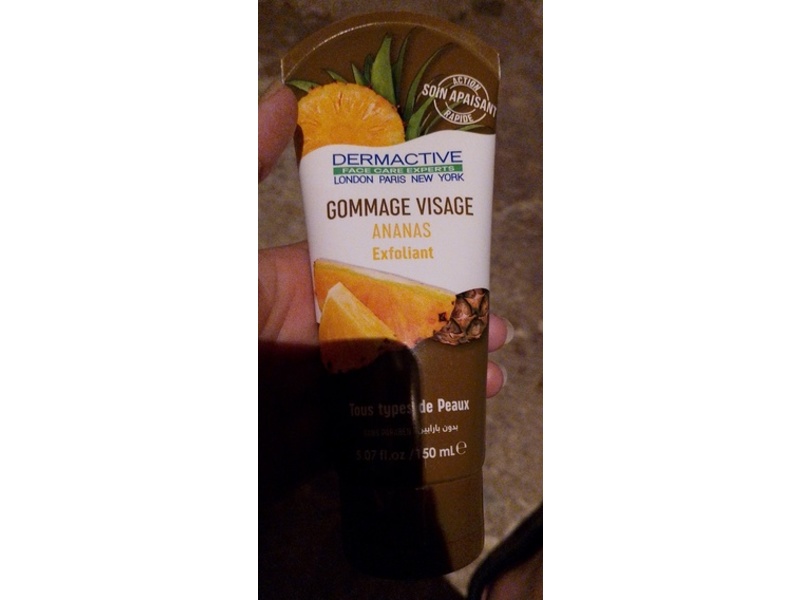 ACTION
SOIN APAISANT
RAPIDE
DERMACTIVE
FACE CARE EXPERTS
LONDON PARIS NEW YORK
GOMMAGE VISAGE
ANANAS
Exfoliant
Tous types de Peaux
بدون بارابين
5.07 fl.oz / 150 mL e